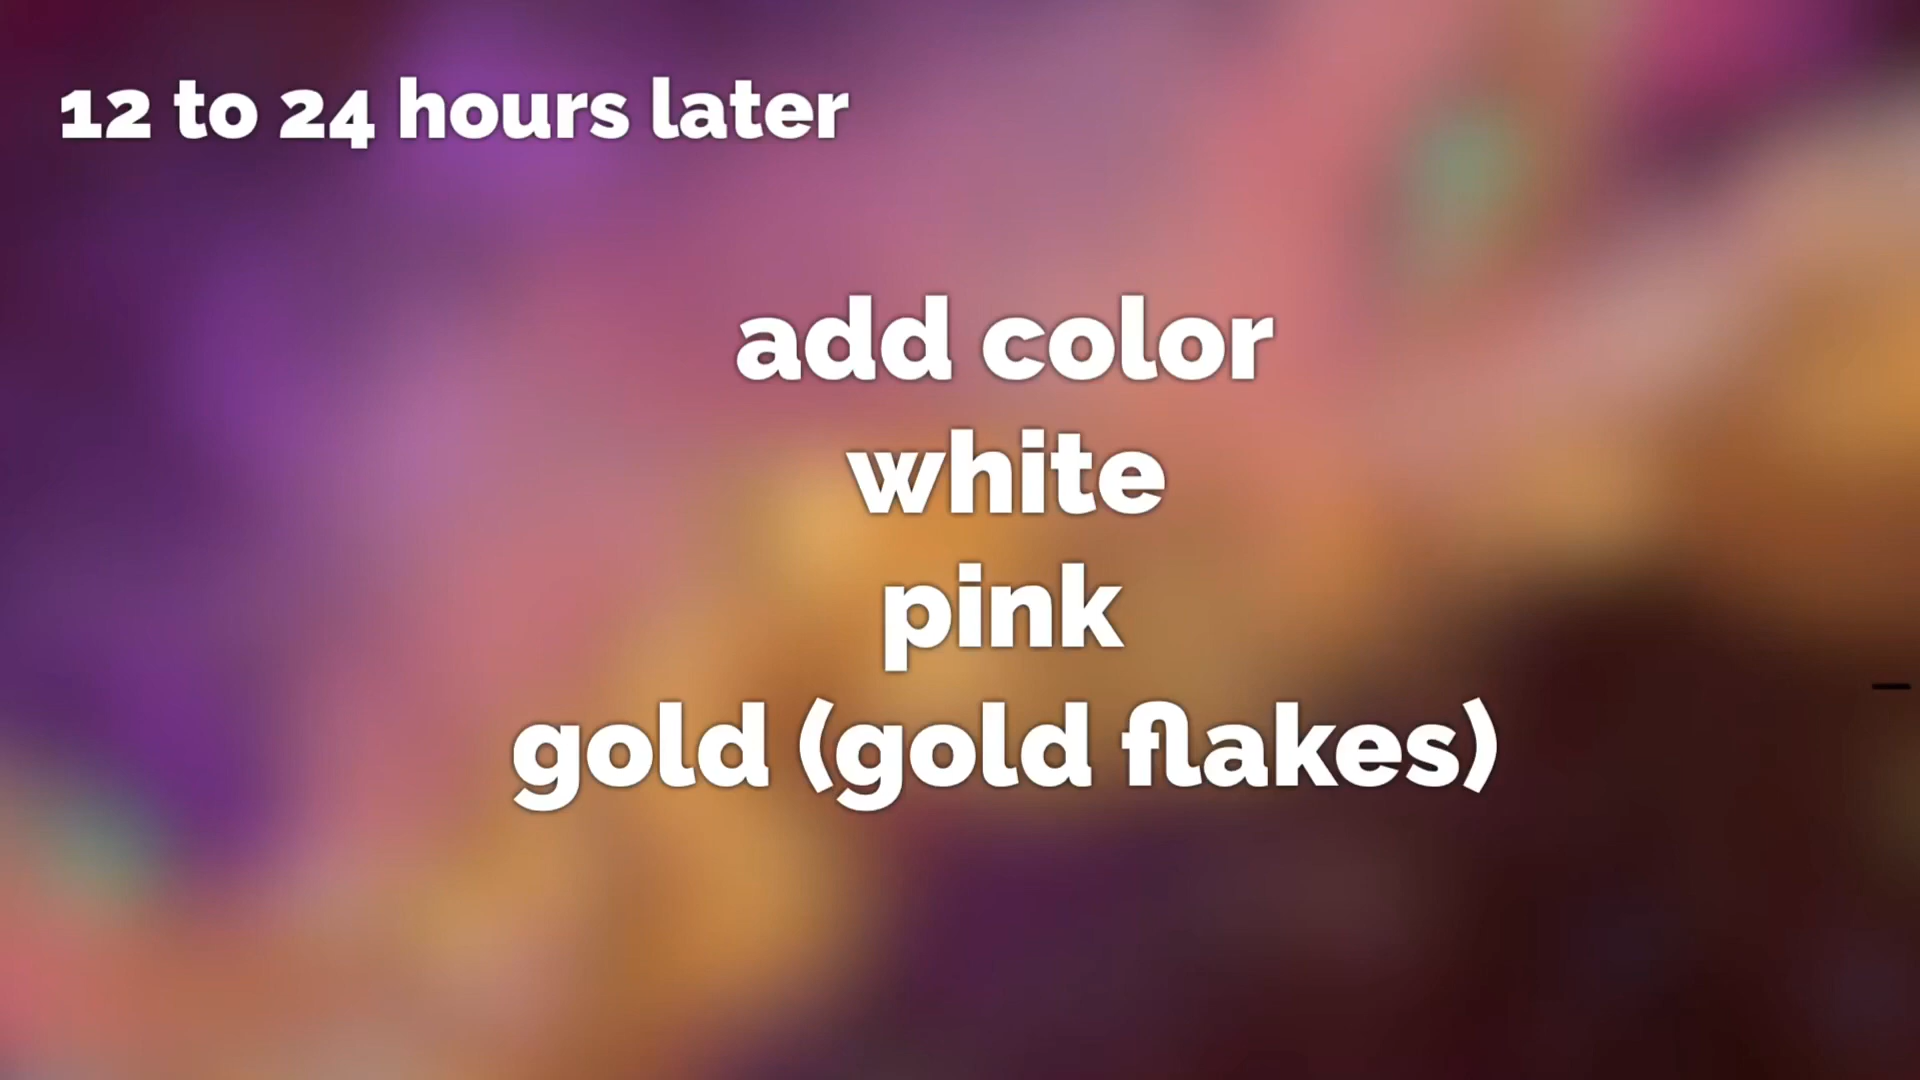 12 to 24 hours later
add color
white
pink
gold (gold flakes)